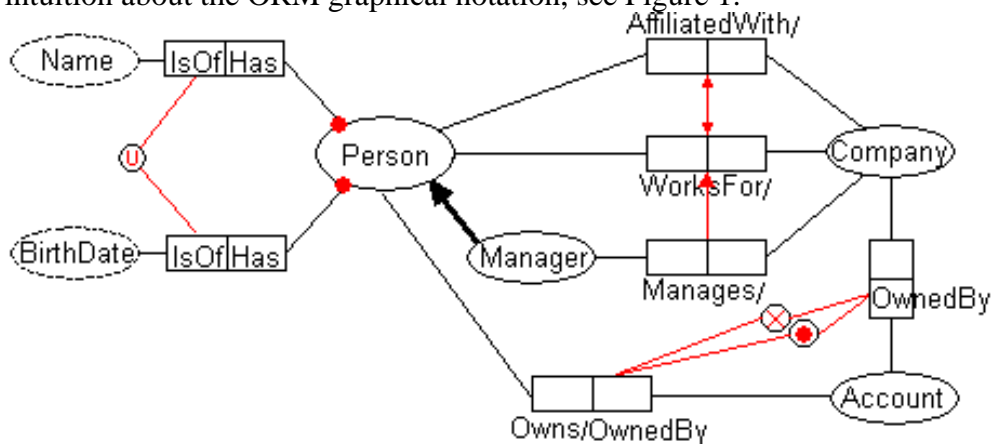 intuition about the ORM graphical notation, see Figure 1.
AffiliatedWith/
Name
IsOf Has
U
Person
Company
WorksFor/
BirthDate
IsOf Has
Manager
Manages/
OwnedBy
Account
Owns/OwnedBy